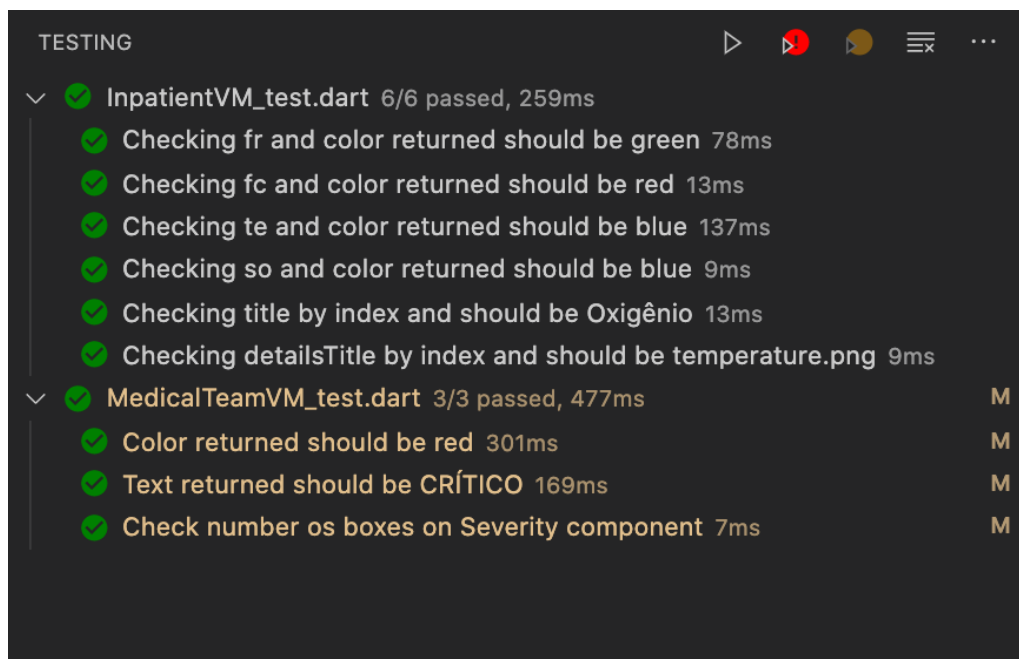 TESTING
InpatientVM_test.dart 6/6 passed, 259ms
Checking fr and color returned should be green 78ms
Checking fc and color returned should be red 13ms
Checking te and color returned should be blue 137ms
Checking so and color returned should be blue 9ms
Checking title by index and should be Oxigênio 13ms
Checking detailsTitle by index and should be temperature.png 9ms
MedicalTeamVM_test.dart 3/3 passed, 477ms M
Color returned should be red 301ms M
Text returned should be CRÍTICO 169ms M
Check number os boxes on Severity component 7ms M